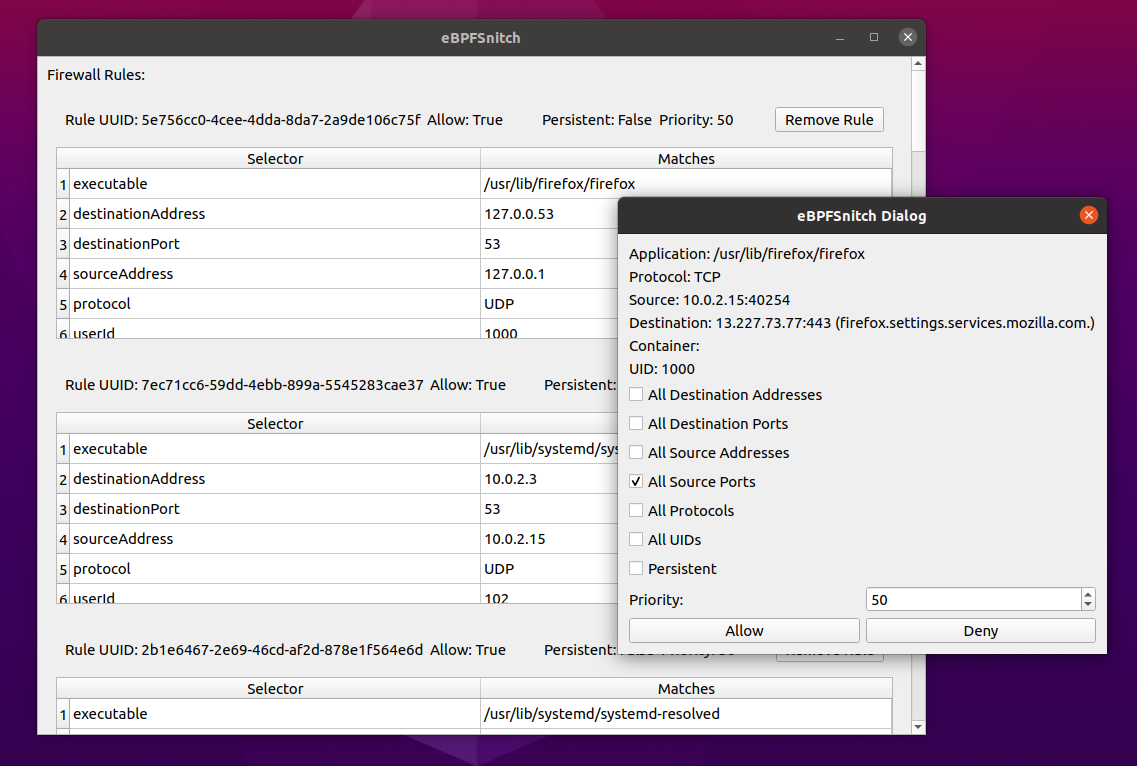 eBPFSnitch
Firewall Rules:
Rule UUID: 5e756cc0-4cee-4dda-8da7-2a9de106c75f Allow: True Persistent: False Priority: 50 Remove Rule
Selector Matches
1 executable /usr/lib/firefox/firefox
2 destinationAddress 127.0.0.53
3 destinationPort 53
4 sourceAddress 127.0.0.1
5 protocol UDP
6 userId 1000
Rule UUID: 7ec71cc6-59dd-4ebb-899a-5545283cae37 Allow: True Persistent:
Selector
1 executable /usr/lib/systemd/sys
2 destinationAddress 10.0.2.3
3 destinationPort 53
4 sourceAddress 10.0.2.15
5 protocol UDP
6 userId 102
Rule UUID: 2b1e6467-2e69-46cd-af2d-878e1f564e6d Allow: True Persistent:
Selector Matches
1 executable /usr/lib/systemd/systemd-resolved
eBPFSnitch Dialog
Application: /usr/lib/firefox/firefox
Protocol: TCP
Source: 10.0.2.15:40254
Destination: 13.227.73.77:443 (firefox.settings.services.mozilla.com.)
Container:
UID: 1000
All Destination Addresses
All Destination Ports
All Source Addresses
All Source Ports
All Protocols
All UIDs
Persistent
Priority: 50
Allow Deny